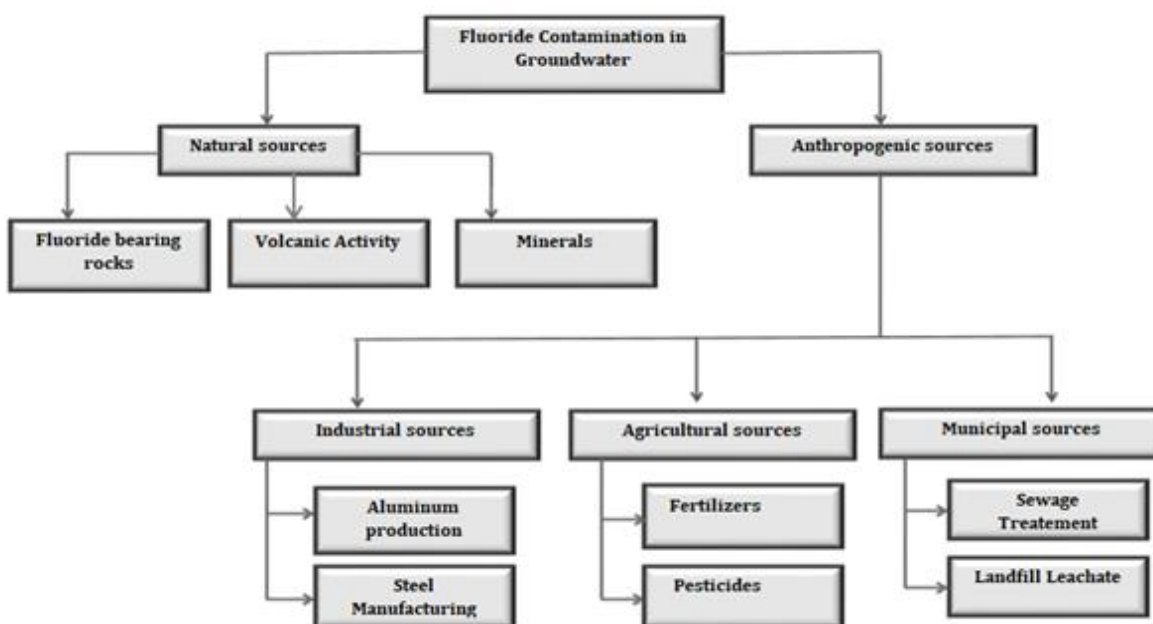 Fluoride Contamination in
Groundwater
Natural sources
Anthropogenic sources
Fluoride bearing
rocks
Volcanic Activity
Minerals
Industrial sources
Agricultural sources
Municipal sources
Aluminum
production
Steel
Manufacturing
Fertilizers
Pesticides
Sewage
Treatement
Landfill Leachate